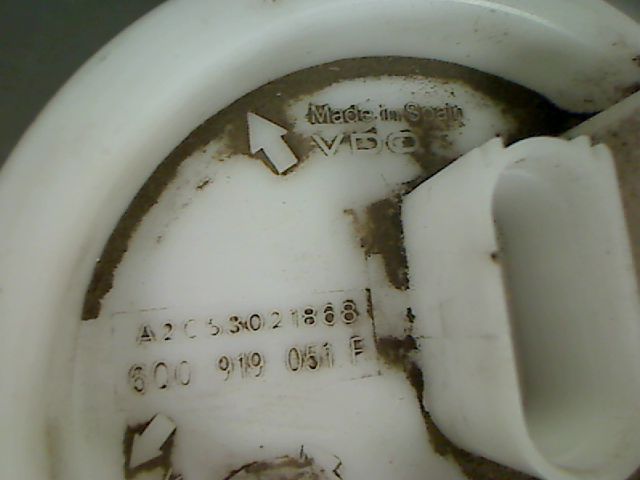 Made in Spain
VDO
A2C53021868
6Q0 919 051 F